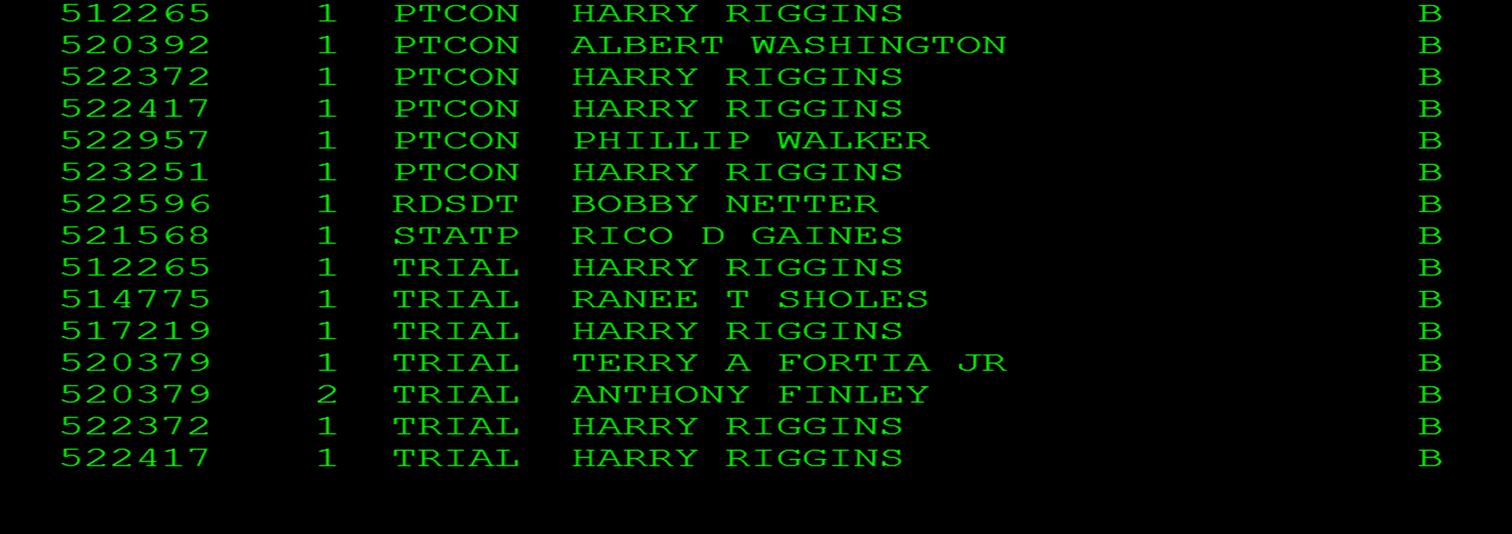 512265 1 PTCON HARRY RIGGINS B
520392 1 PTCON ALBERT WASHINGTON B
522372 1 PTCON HARRY RIGGINS B
522417 1 PTCON HARRY RIGGINS B
522957 1 PTCON PHILLIP WALKER B
523251 1 PTCON HARRY RIGGINS B
522596 1 RDSDT BOBBY NETTER B
521568 1 STATP RICO D GAINES B
512265 1 TRIAL HARRY RIGGINS B
514775 1 TRIAL RANEE T SHOLES B
517219 1 TRIAL HARRY RIGGINS B
520379 1 TRIAL TERRY A FORTIA JR B
520379 2 TRIAL ANTHONY FINLEY B
522372 1 TRIAL HARRY RIGGINS B
522417 1 TRIAL HARRY RIGGINS B